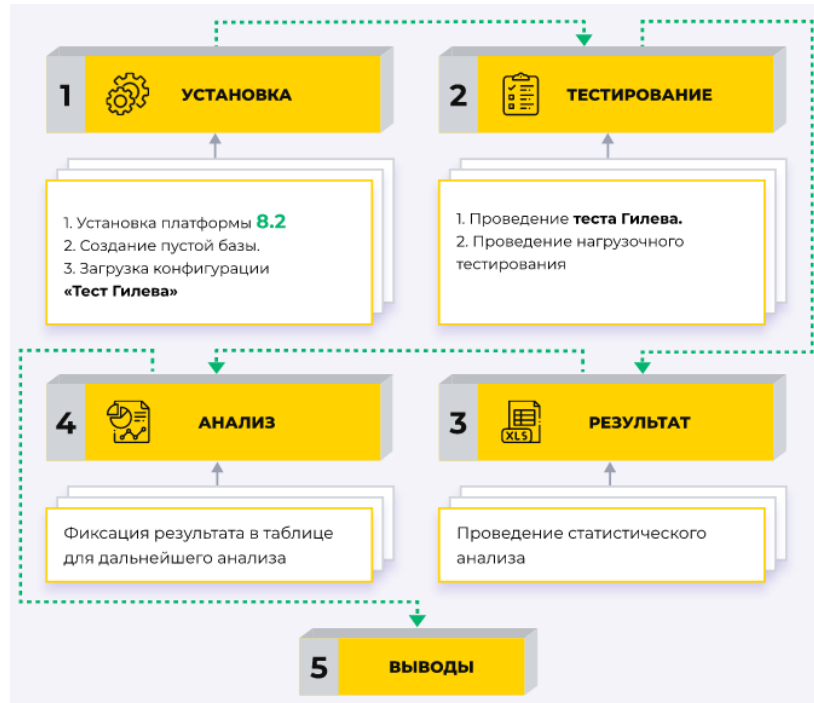 1
УСТАНОВКА
1. Установка платформы 8.2
2. Создание пустой базы.
3. Загрузка конфигурации
«Тест Гилева»
2
ТЕСТИРОВАНИЕ
1. Проведение теста Гилева.
2. Проведение нагрузочного
тестирования
3
РЕЗУЛЬТАТ
XLS
Проведение статистического
анализа
4
АНАЛИЗ
Фиксация результата в таблице
для дальнейшего анализа
5
ВЫВОДЫ